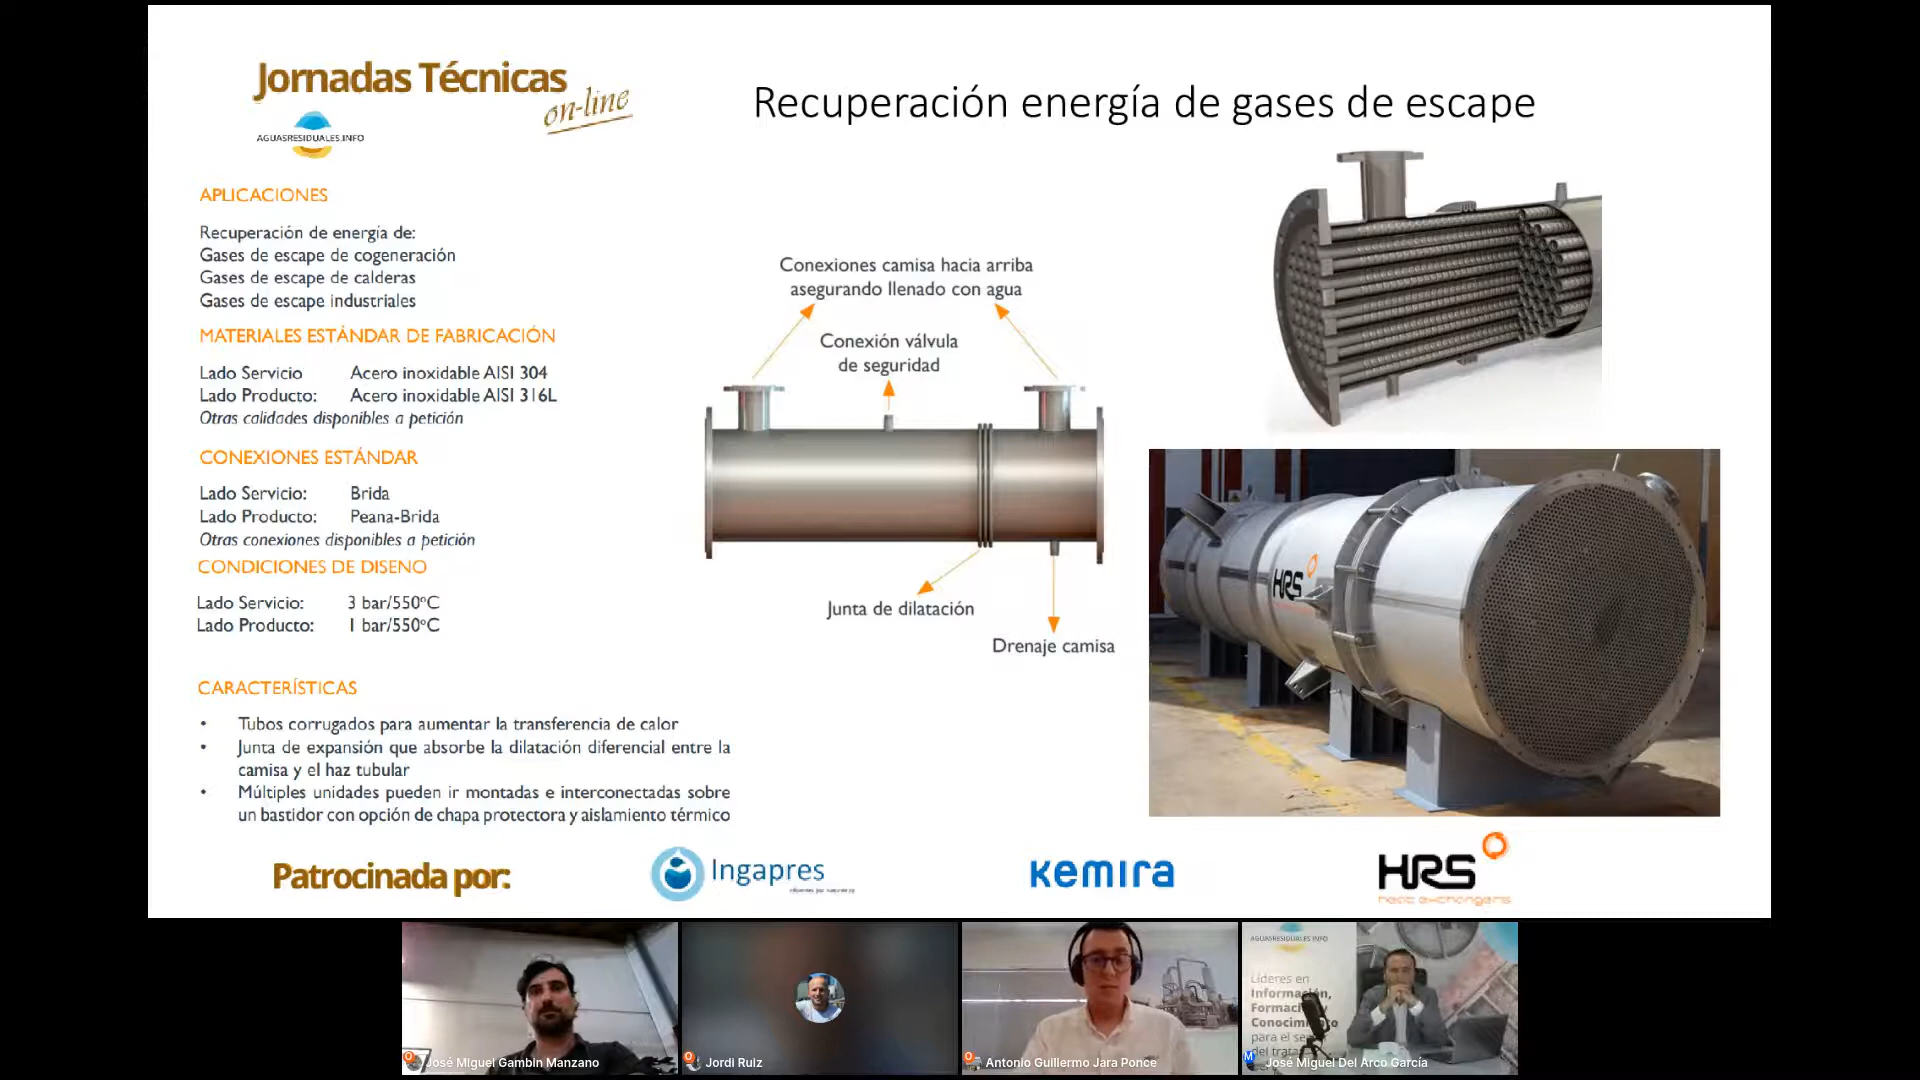 Jornadas Técnicas
on-line
AGUASRESIDUALES.INFO
Recuperación energía de gases de escape
APLICACIONES
Recuperación de energía de:
Gases de escape de cogeneración
Gases de escape de calderas
Gases de escape industriales
MATERIALES ESTÁNDAR DE FABRICACIÓN
Lado Servicio Acero inoxidable AISI 304
Lado Producto: Acero inoxidable AISI 316L
Otras calidades disponibles a petición
CONEXIONES ESTÁNDAR
Lado Servicio: Brida
Lado Producto: Peana-Brida
Otras conexiones disponibles a petición
CONDICIONES DE DISENO
Lado Servicio: 3 bar/550ºC
Lado Producto: 1 bar/550ºC
CARACTERÍSTICAS
• Tubos corrugados para aumentar la transferencia de calor
• Junta de expansión que absorbe la dilatación diferencial entre la
camisa y el haz tubular
• Múltiples unidades pueden ir montadas e interconectadas sobre
un bastidor con opción de chapa protectora y aislamiento térmico
Conexiones camisa hacia arriba
asegurando llenado con agua
Conexión válvula
de seguridad
Junta de dilatación
Drenaje camisa
HRS
Patrocinada por:
Ingapres
kemira
HRS
heat exchangers
José Miguel Gambin Manzano
Jordi Ruiz
Antonio Guillermo Jara Ponce
AGUASRESIDUALES.INFO
Líderes en
Información,
Formación y
Conocimiento
para el se
del trata
José Miguel Del Arco García